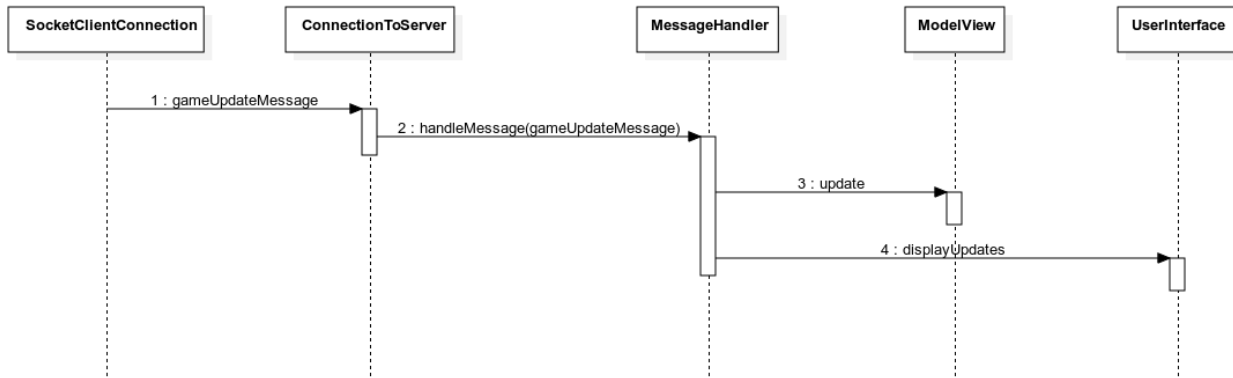 SocketClientConnection
ConnectionToServer
MessageHandler
ModelView
UserInterface
1 : gameUpdateMessage
2 : handleMessage(gameUpdateMessage)
3 : update
4 : displayUpdates